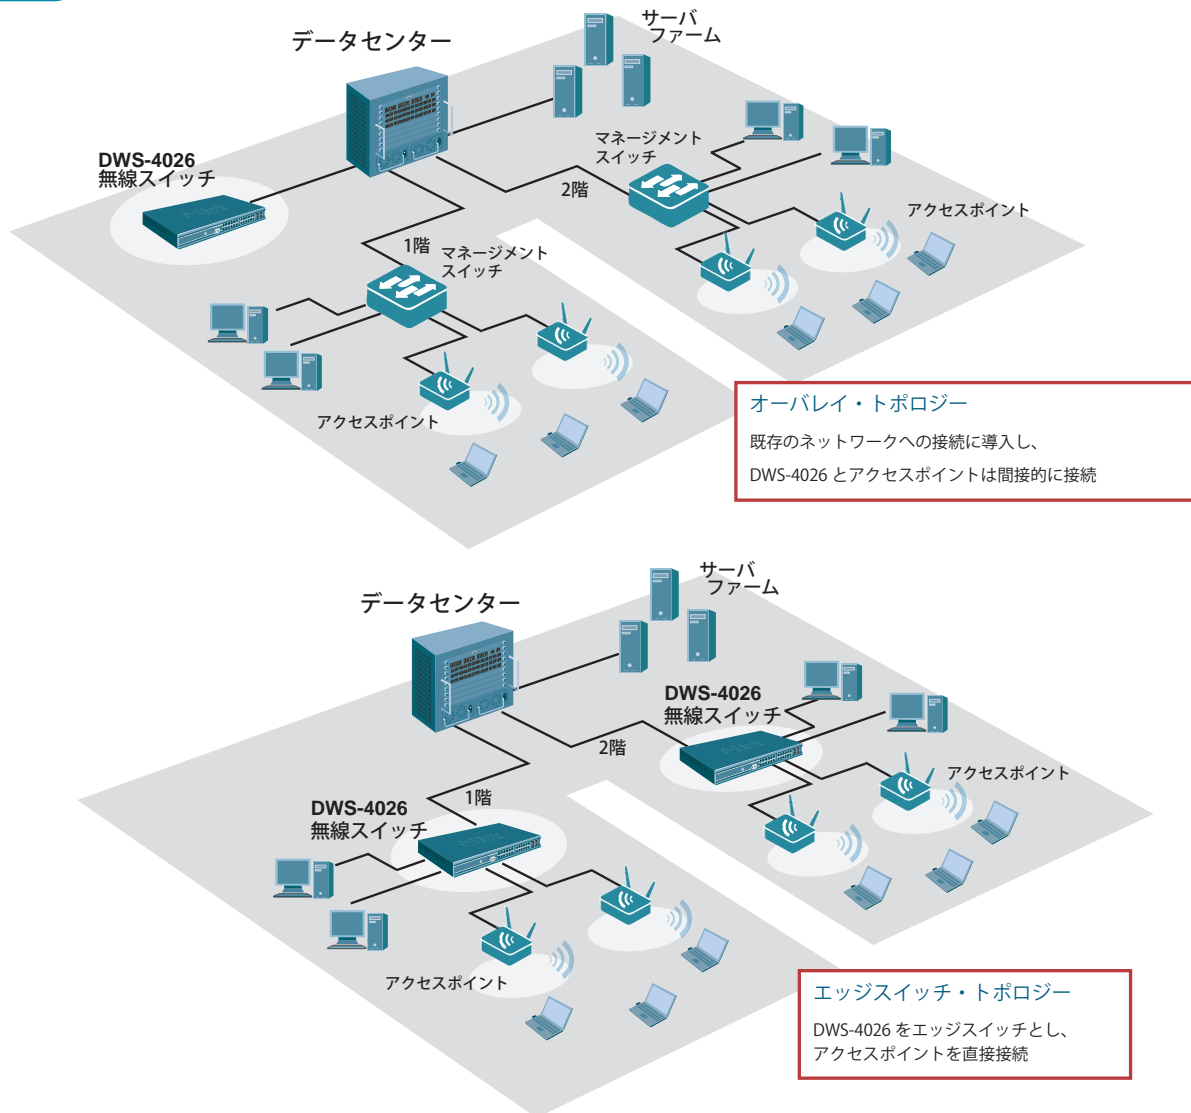 サーバ
ファーム
データセンター
DWS-4026
無線スイッチ
マネージメント
スイッチ
2階
アクセスポイント
1階
マネージメント
スイッチ
アクセスポイント
オーバレイ・トポロジー
既存のネットワークへの接続に導入し、
DWS-4026 とアクセスポイントは間接的に接続
サーバ
ファーム
データセンター
DWS-4026
無線スイッチ
2階
アクセスポイント
1階
DWS-4026
無線スイッチ
アクセスポイント
エッジスイッチ・トポロジー
DWS-4026 をエッジスイッチとし、
アクセスポイントを直接接続